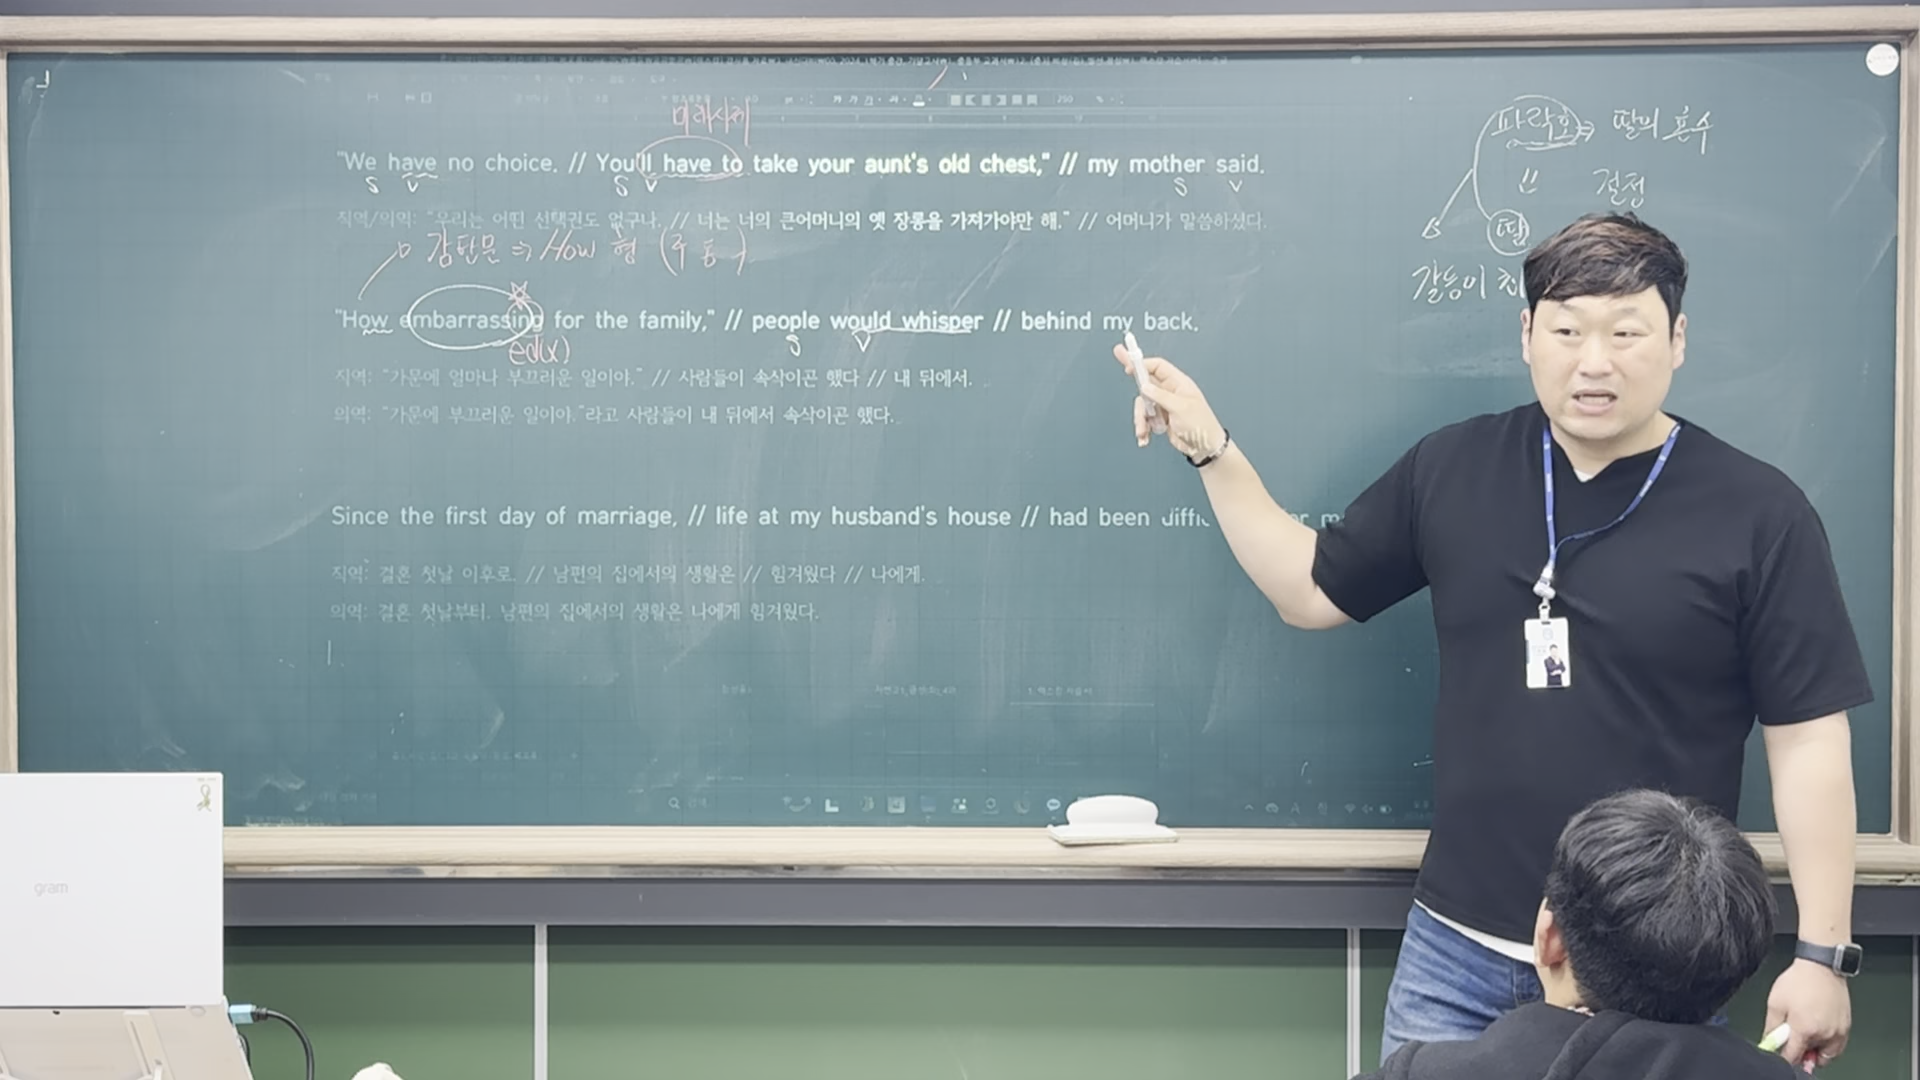 미래시제
"We have no choice. // You'll have to take your aunt's old chest," // my mother said.
S V S V S V
직역/의역: "우리는 어떤 선택권도 없구나. // 너는 너의 큰어머니의 옛 장롱을 가져가야만 해." // 어머니가 말씀하셨다.
감탄문 ⇒ How 형 (주 동)
"How embarrassing for the family," // people would whisper // behind my back.
ed(x) S V
직역: "가문에 얼마나 부끄러운 일이야." // 사람들이 속삭이곤 했다 // 내 뒤에서.
의역: "가문에 부끄러운 일이야."라고 사람들이 내 뒤에서 속삭이곤 했다.
Since the first day of marriage, // life at my husband's house // had been
직역: 결혼 첫날 이후로, // 남편의 집에서의 생활은 // 힘겨웠다 // 나에게.
의역: 결혼 첫날부터, 남편의 집에서의 생활은 나에게 힘겨웠다.
파락호 ⇒ 딸의 혼수
걱정
딸
갈등이
gram